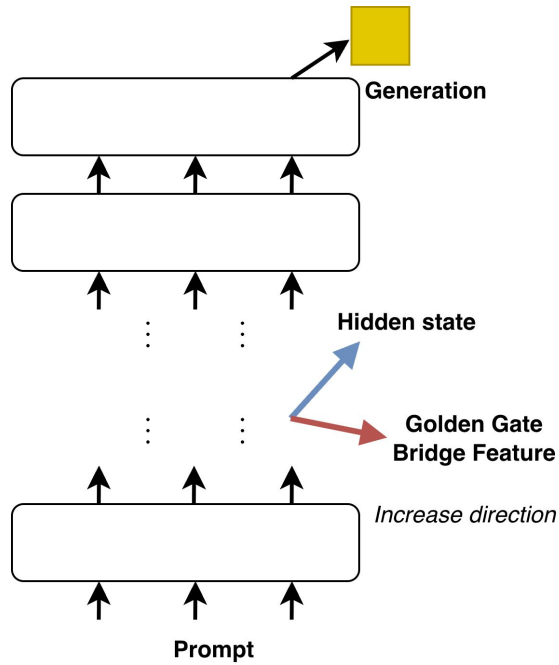 Generation
Hidden state
Golden Gate
Bridge Feature
Increase direction
Prompt